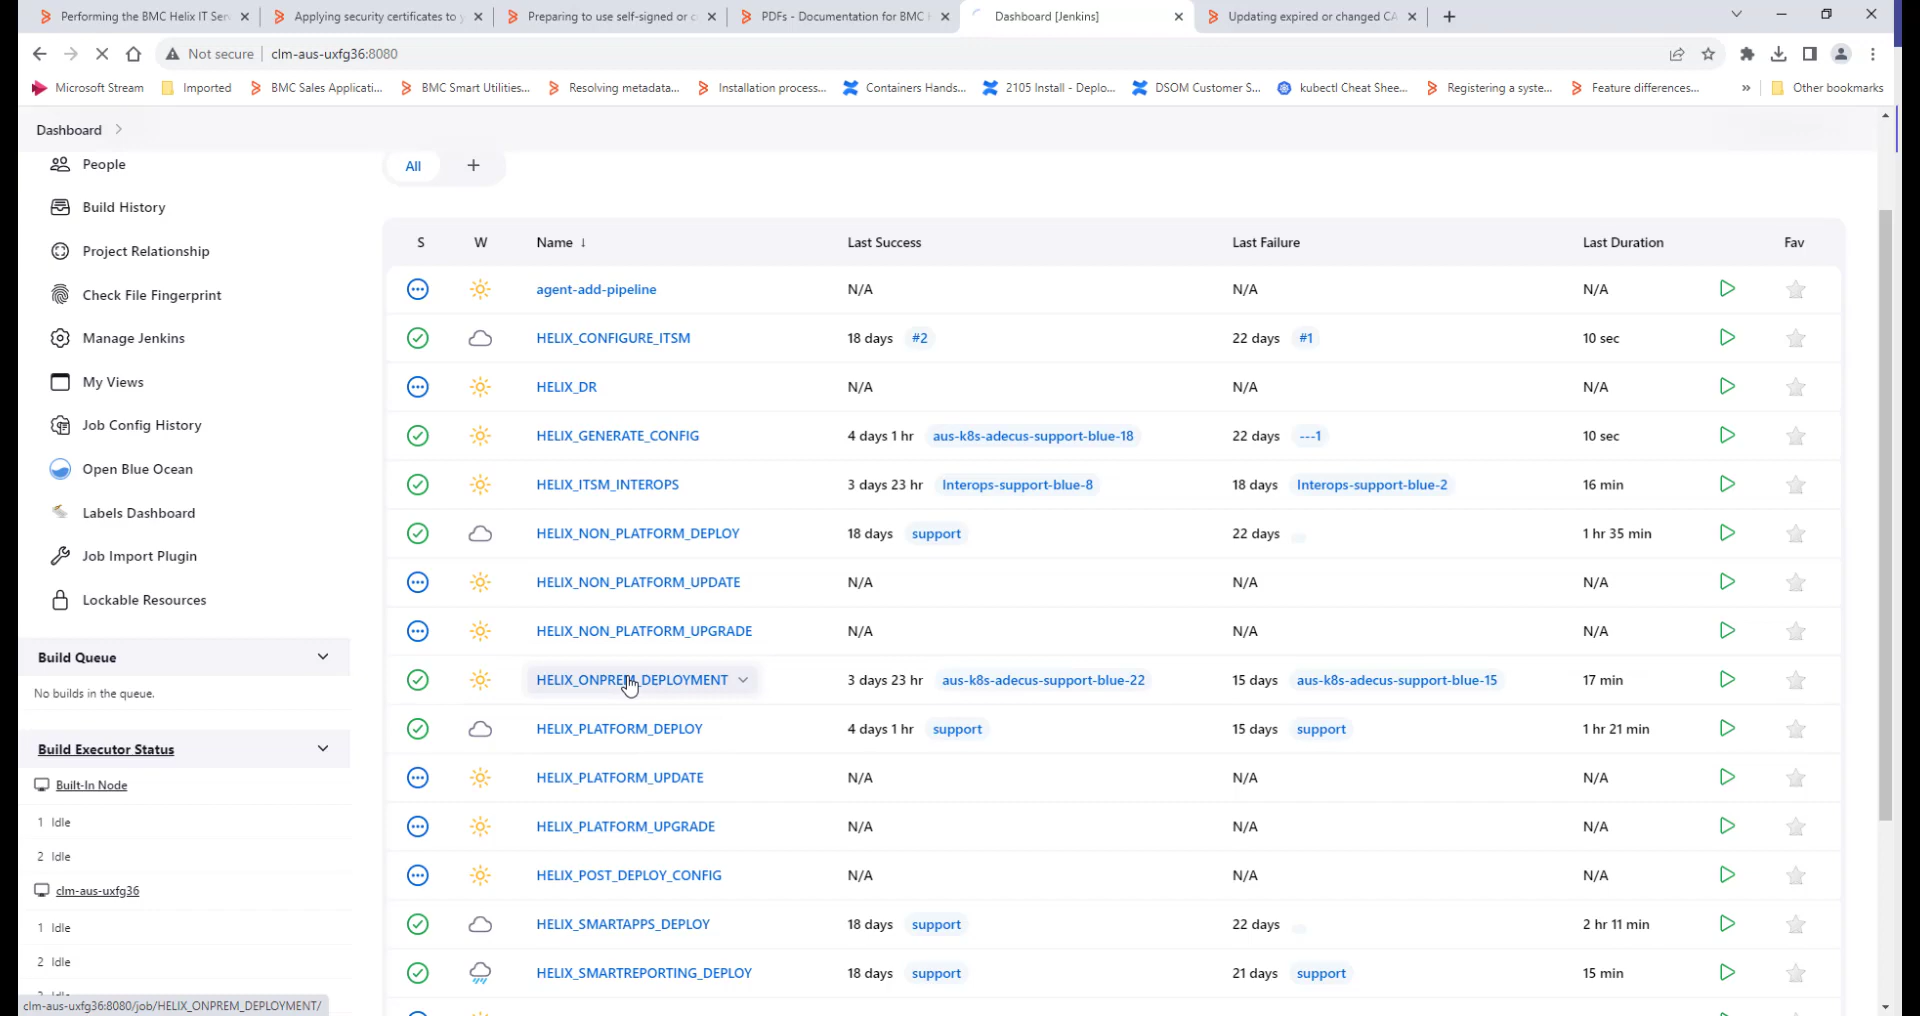 Performing the BMC Helix IT Ser
Applying security certificates to y
Preparing to use self-signed or c
PDFs - Documentation for BMC H
Dashboard [Jenkins]
Updating expired or changed CA
Not secure
clm-aus-uxfg36:8080
Microsoft Stream
Imported
BMC Sales Applicati...
BMC Smart Utilities...
Resolving metadata...
Installation process...
Containers Hands...
2105 Install - Deplo...
DSOM Customer S...
kubectl Cheat Shee...
Registering a syste...
Feature differences...
»
Other bookmarks
Dashboard
People
Build History
Project Relationship
Check File Fingerprint
Manage Jenkins
My Views
Job Config History
Open Blue Ocean
Labels Dashboard
Job Import Plugin
Lockable Resources
Build Queue
No builds in the queue.
Build Executor Status
Built-In Node
1 Idle
2 Idle
clm-aus-uxfg36
1 Idle
2 Idle
clm-aus-uxfg36:8080/job/HELIX_ONPREM_DEPLOYMENT/
All +
S W Name ↓ Last Success Last Failure Last Duration Fav
agent-add-pipeline N/A N/A N/A
HELIX_CONFIGURE_ITSM 18 days #2 22 days #1 10 sec
HELIX_DR N/A N/A N/A
HELIX_GENERATE_CONFIG 4 days 1 hr aus-k8s-adecus-support-blue-18 22 days ---1 10 sec
HELIX_ITSM_INTEROPS 3 days 23 hr Interops-support-blue-8 18 days Interops-support-blue-2 16 min
HELIX_NON_PLATFORM_DEPLOY 18 days support 22 days 1 hr 35 min
HELIX_NON_PLATFORM_UPDATE N/A N/A N/A
HELIX_NON_PLATFORM_UPGRADE N/A N/A N/A
HELIX_ONPREM_DEPLOYMENT 3 days 23 hr aus-k8s-adecus-support-blue-22 15 days aus-k8s-adecus-support-blue-15 17 min
HELIX_PLATFORM_DEPLOY 4 days 1 hr support 15 days support 1 hr 21 min
HELIX_PLATFORM_UPDATE N/A N/A N/A
HELIX_PLATFORM_UPGRADE N/A N/A N/A
HELIX_POST_DEPLOY_CONFIG N/A N/A N/A
HELIX_SMARTAPPS_DEPLOY 18 days support 22 days 2 hr 11 min
HELIX_SMARTREPORTING_DEPLOY 18 days support 21 days support 15 min